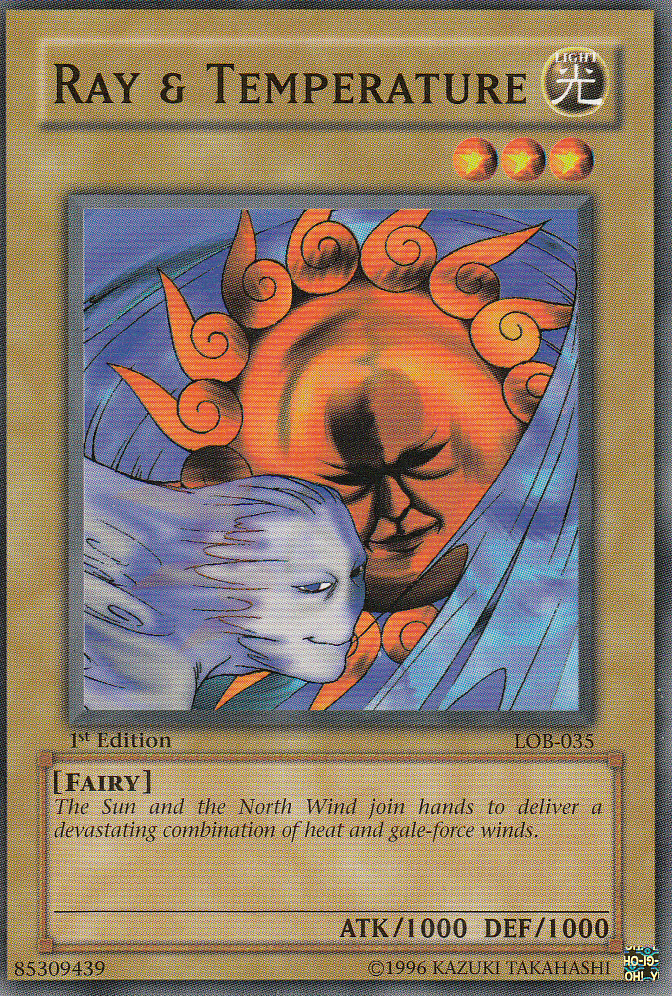 RAY & TEMPERATURE
LIGHT
光
1st Edition
LOB-035
[FAIRY]
The Sun and the North Wind join hands to deliver a
devastating combination of heat and gale-force winds.
ATK/1000 DEF/1000
85309439
©1996 KAZUKI TAKAHASHI